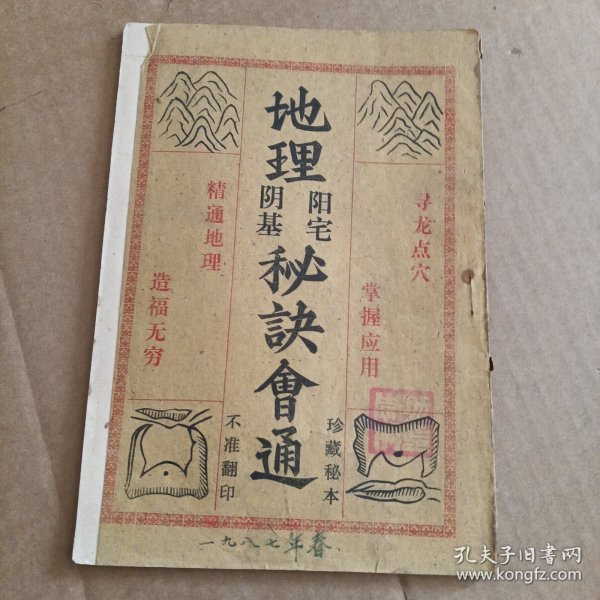 地理
阳宅
阴基
秘訣會通
寻龙点穴
掌握应用
精通地理
造福无穷
珍藏秘本
不准翻印
一九八七年春
孔夫子旧书网
www.kongfz.com